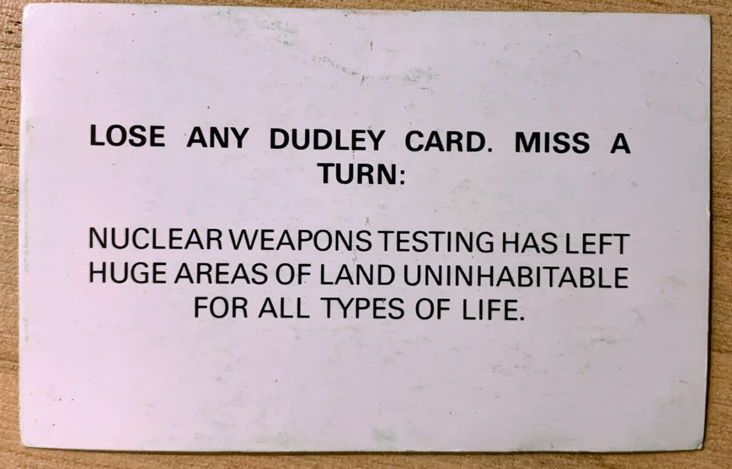 LOSE ANY DUDLEY CARD. MISS A
TURN:
NUCLEAR WEAPONS TESTING HAS LEFT
HUGE AREAS OF LAND UNINHABITABLE
FOR ALL TYPES OF LIFE.